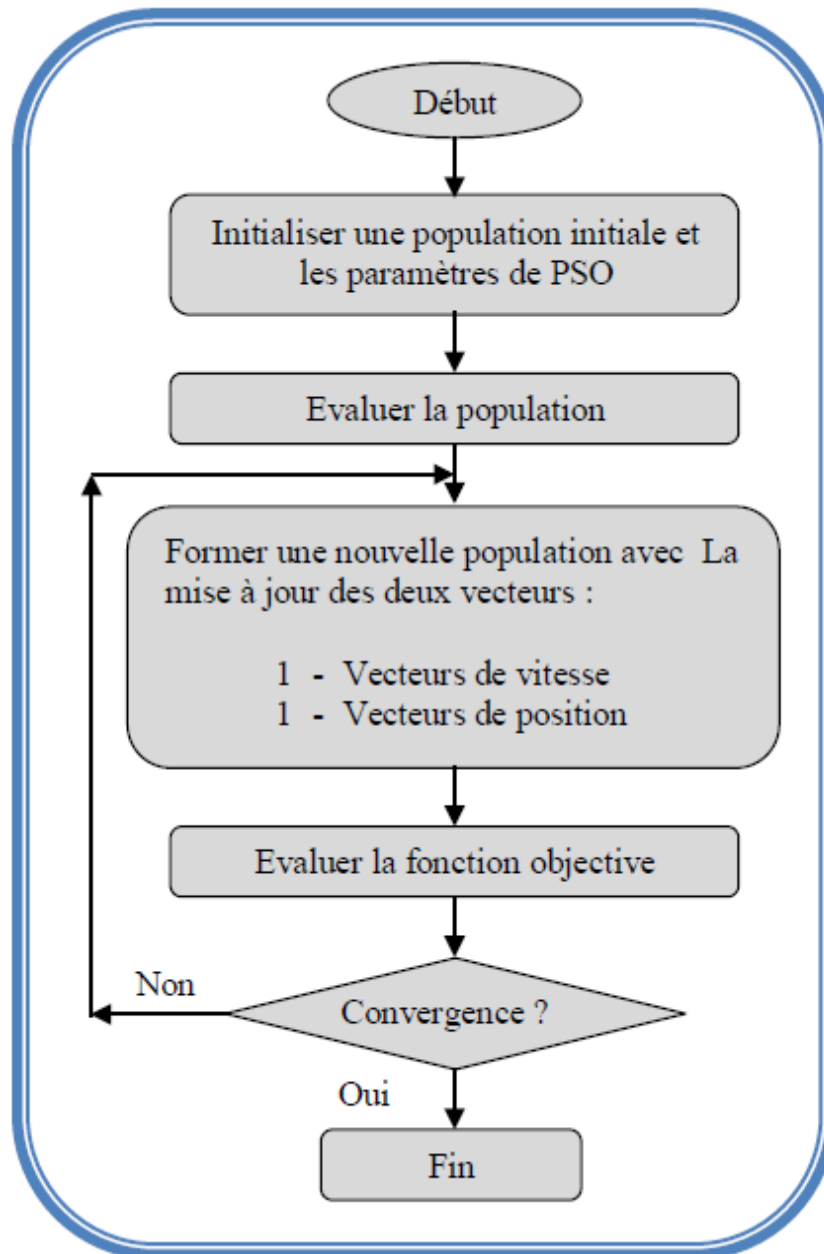 Début
Initialiser une population initiale et
les paramètres de PSO
Evaluer la population
Former une nouvelle population avec La
mise à jour des deux vecteurs :
1 - Vecteurs de vitesse
1 - Vecteurs de position
Evaluer la fonction objective
Non
Convergence ?
Oui
Fin